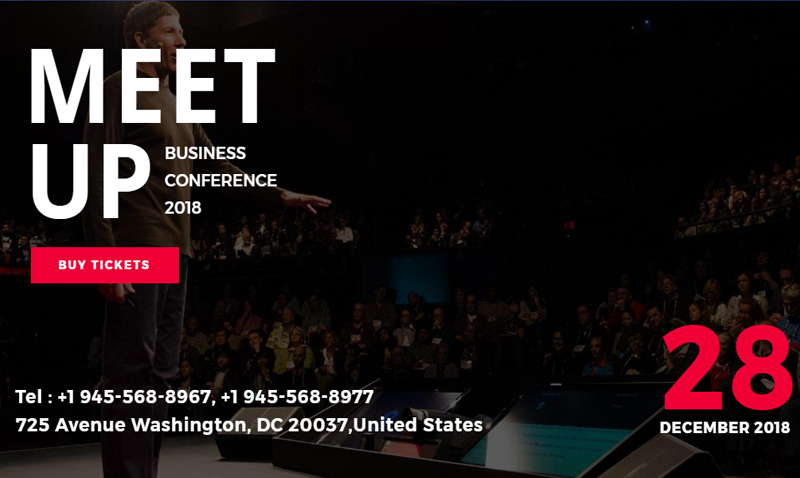 MEET
UP
BUSINESS
CONFERENCE
2018
BUY TICKETS
Tel : +1 945-568-8967, +1 945-568-8977
725 Avenue Washington, DC 20037,United States
28
DECEMBER 2018